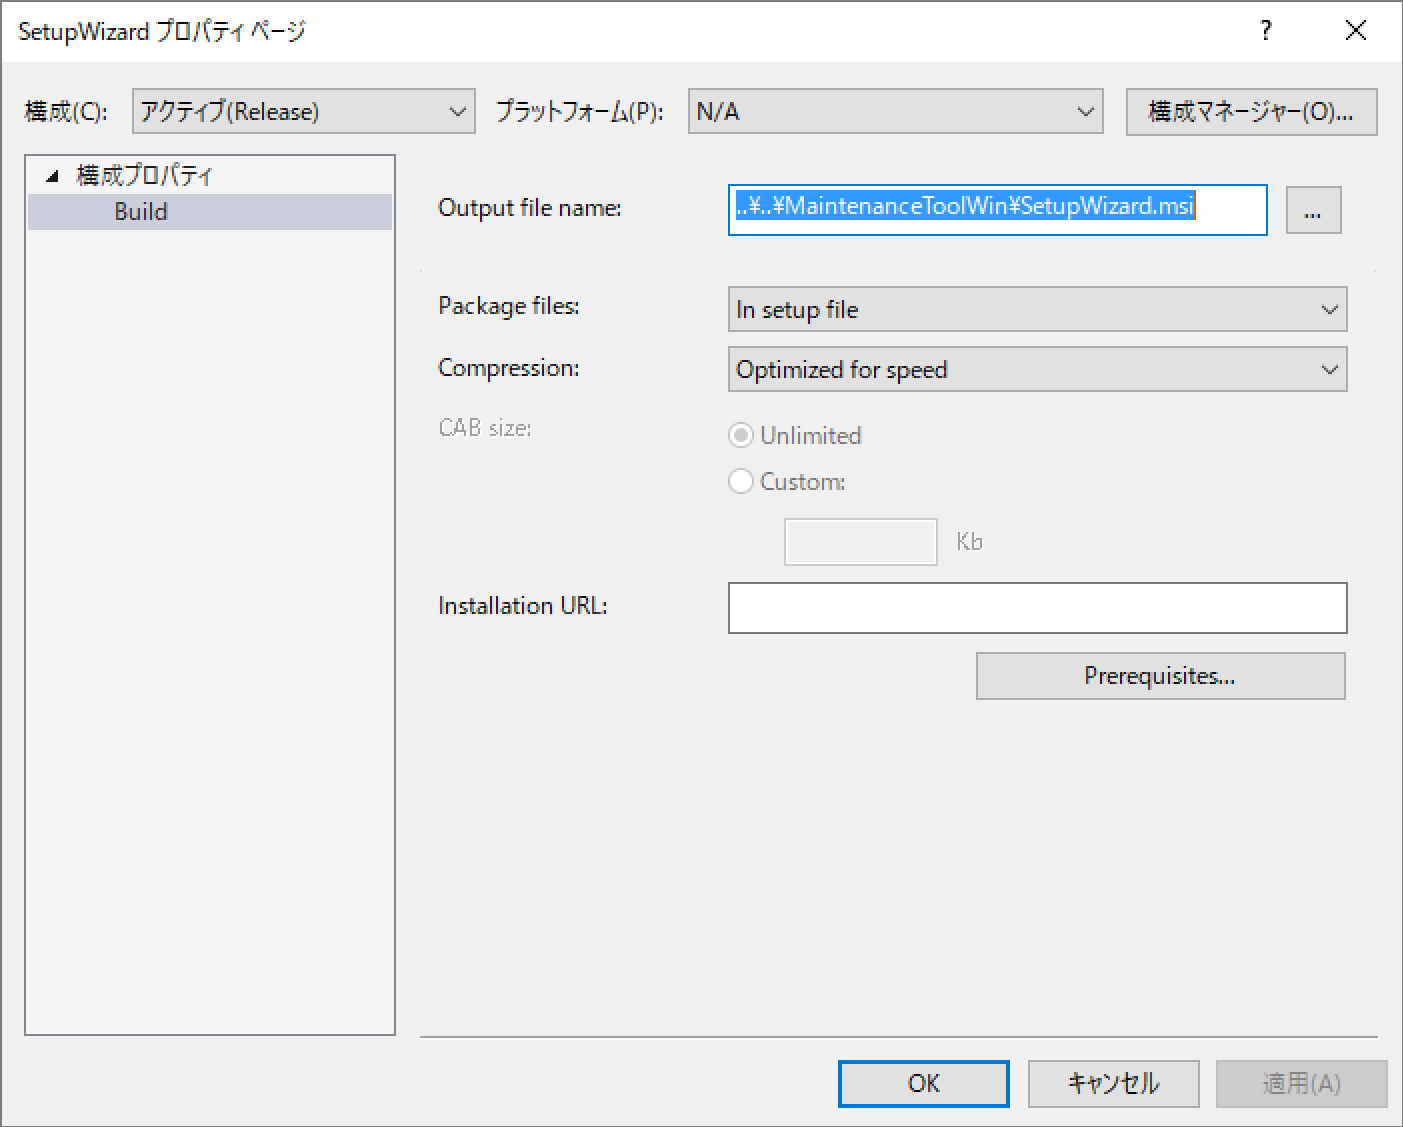 SetupWizard プロパティ ページ
?
構成(C):
アクティブ(Release)
プラットフォーム(P):
N/A
構成マネージャー(O)...
構成プロパティ
Build
Output file name:
..¥..¥MaintenanceToolWin¥SetupWizard.msi
...
Package files:
In setup file
Compression:
Optimized for speed
CAB size:
Unlimited
Custom:
Kb
Installation URL:
Prerequisites...
OK
キャンセル
適用(A)